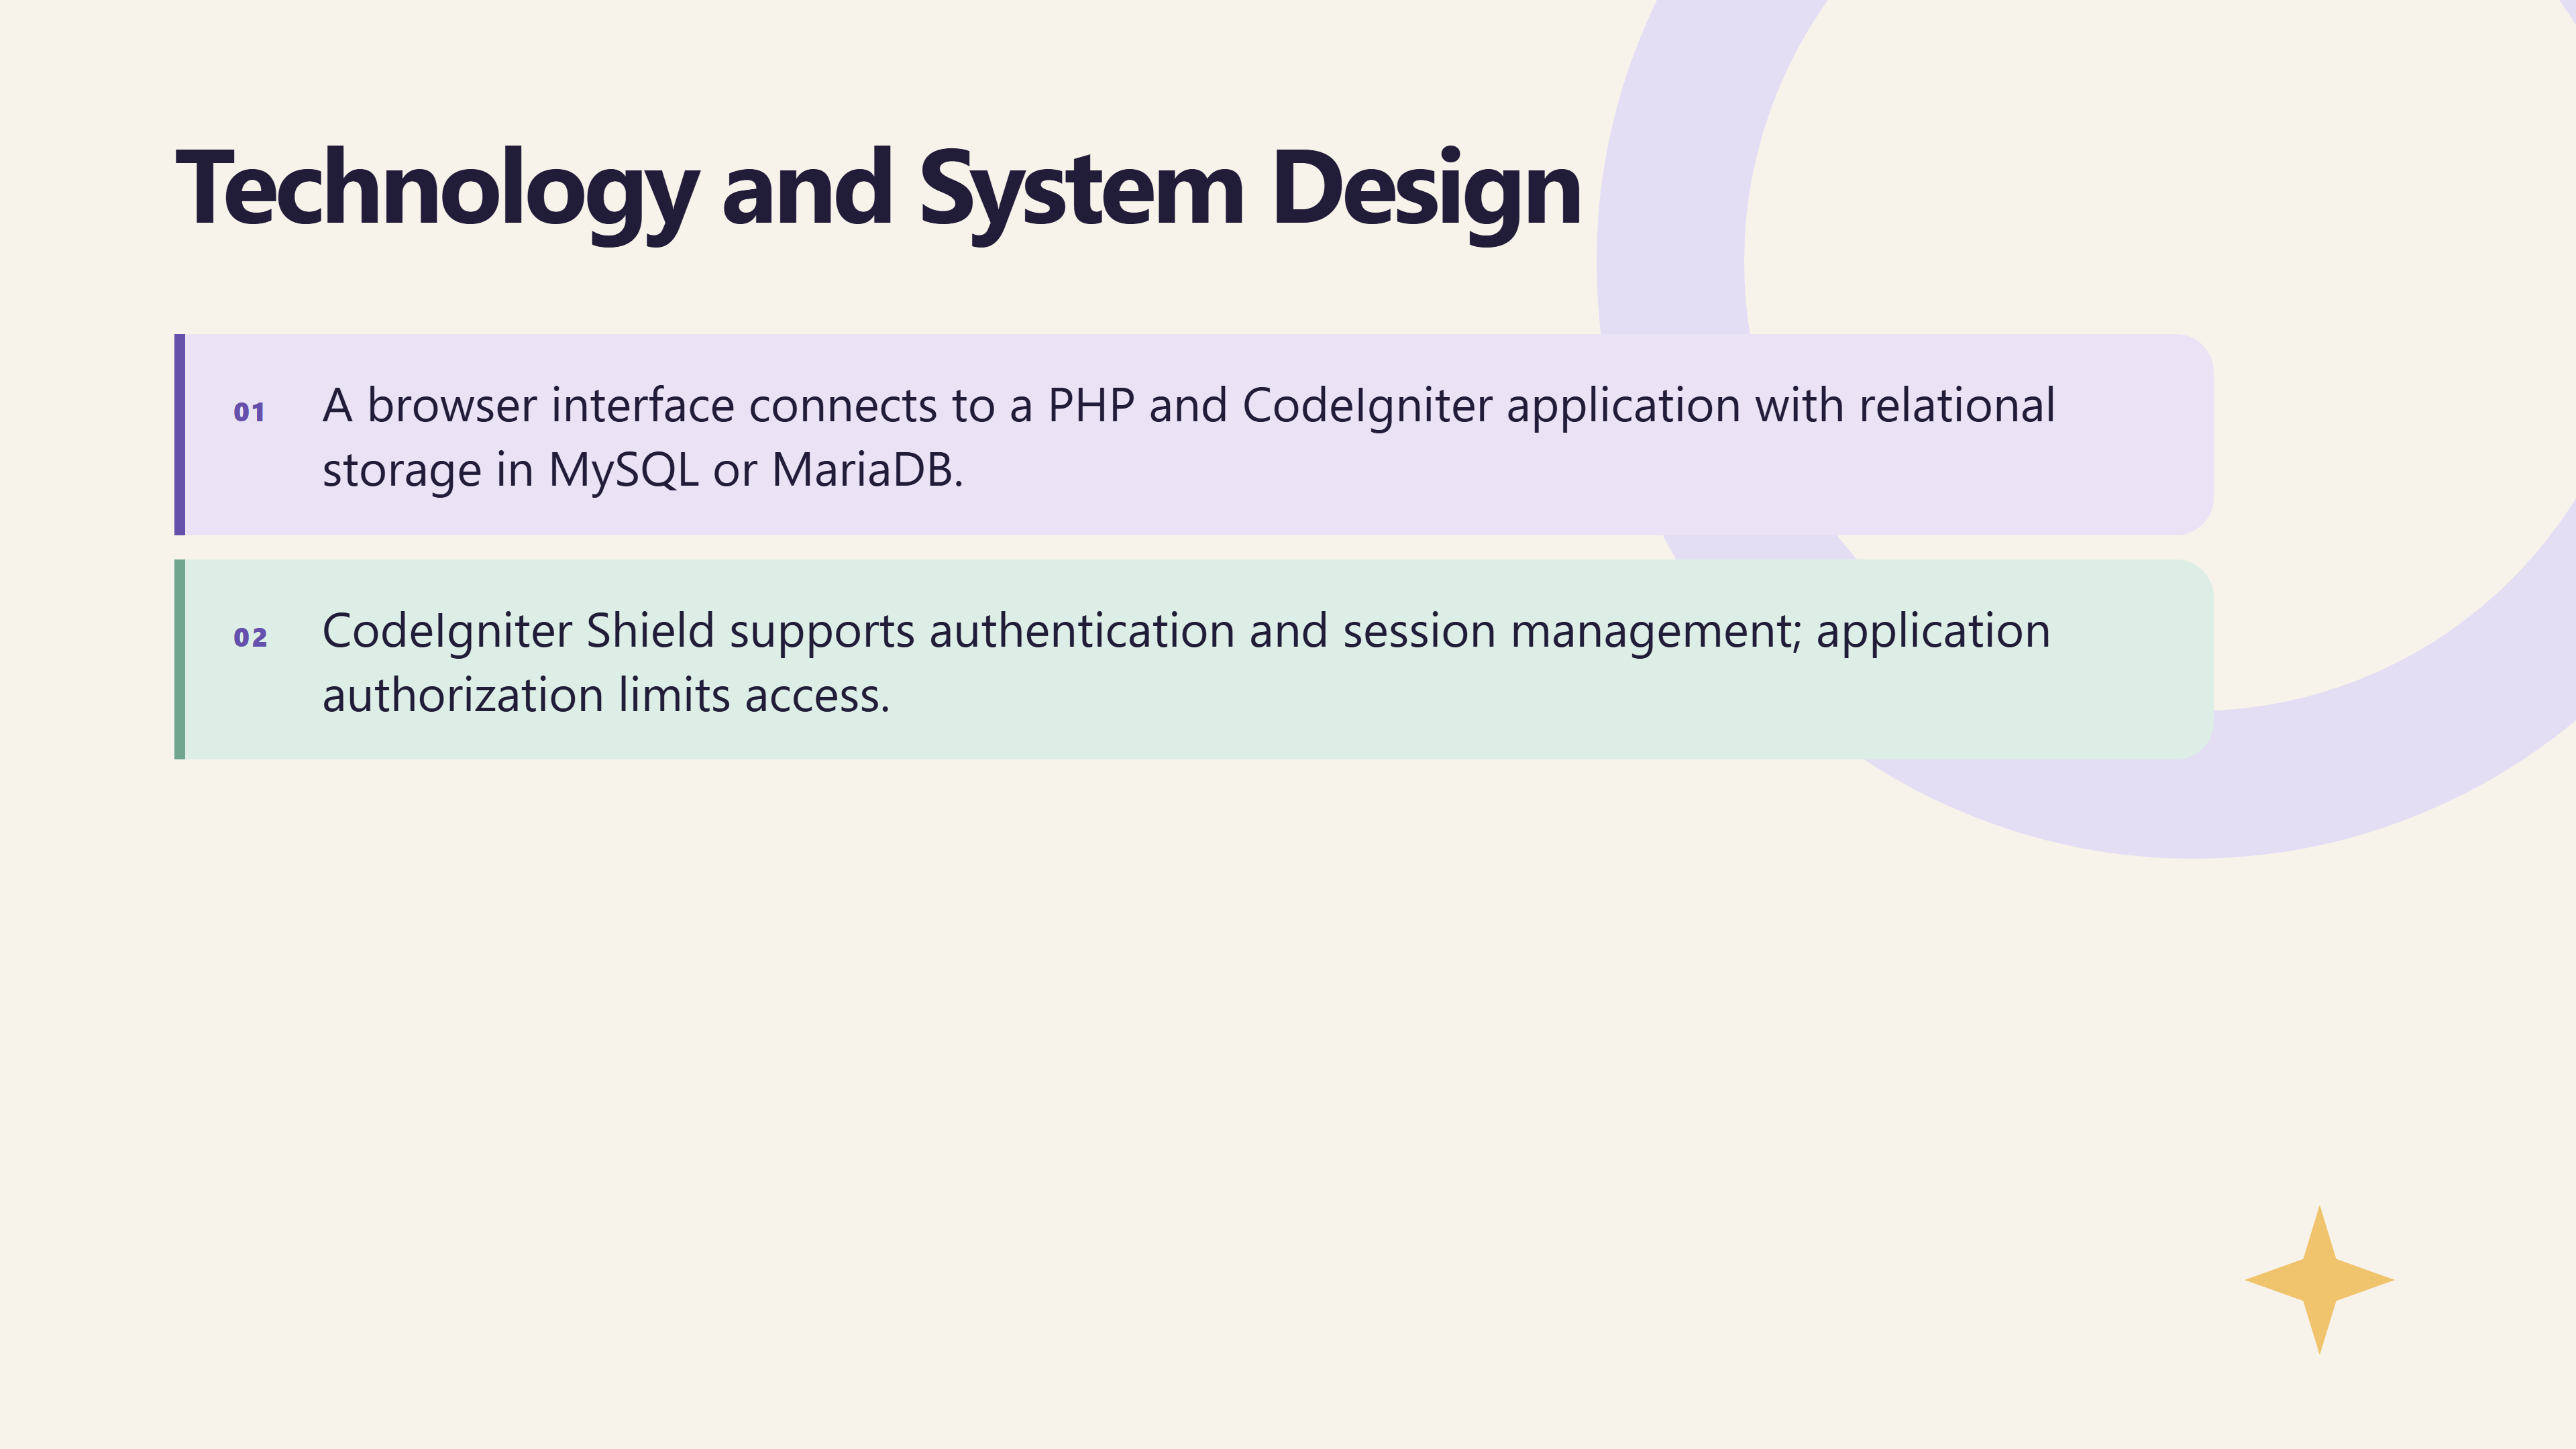 Technology and System Design
01 A browser interface connects to a PHP and CodeIgniter application with relational
storage in MySQL or MariaDB.
02 CodeIgniter Shield supports authentication and session management; application
authorization limits access.